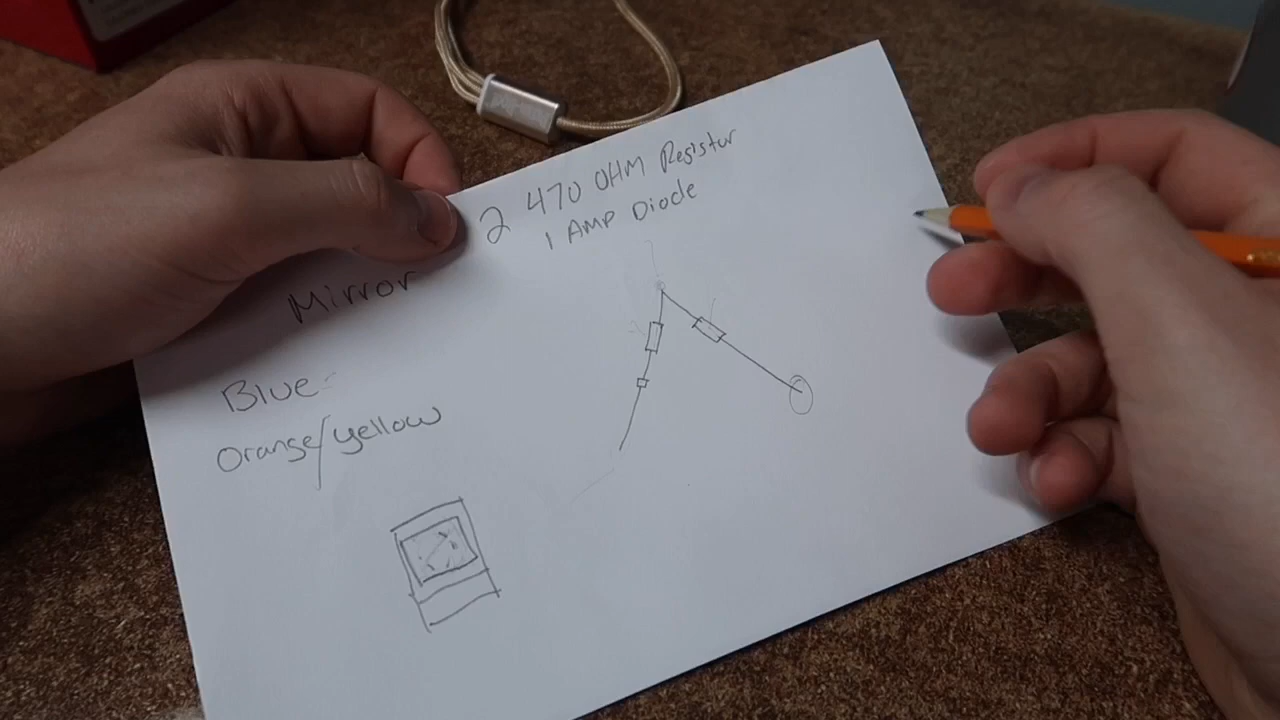 2 470 OHM Resistor
1 AMP Diode
Mirror
Blue:
Orange/yellow